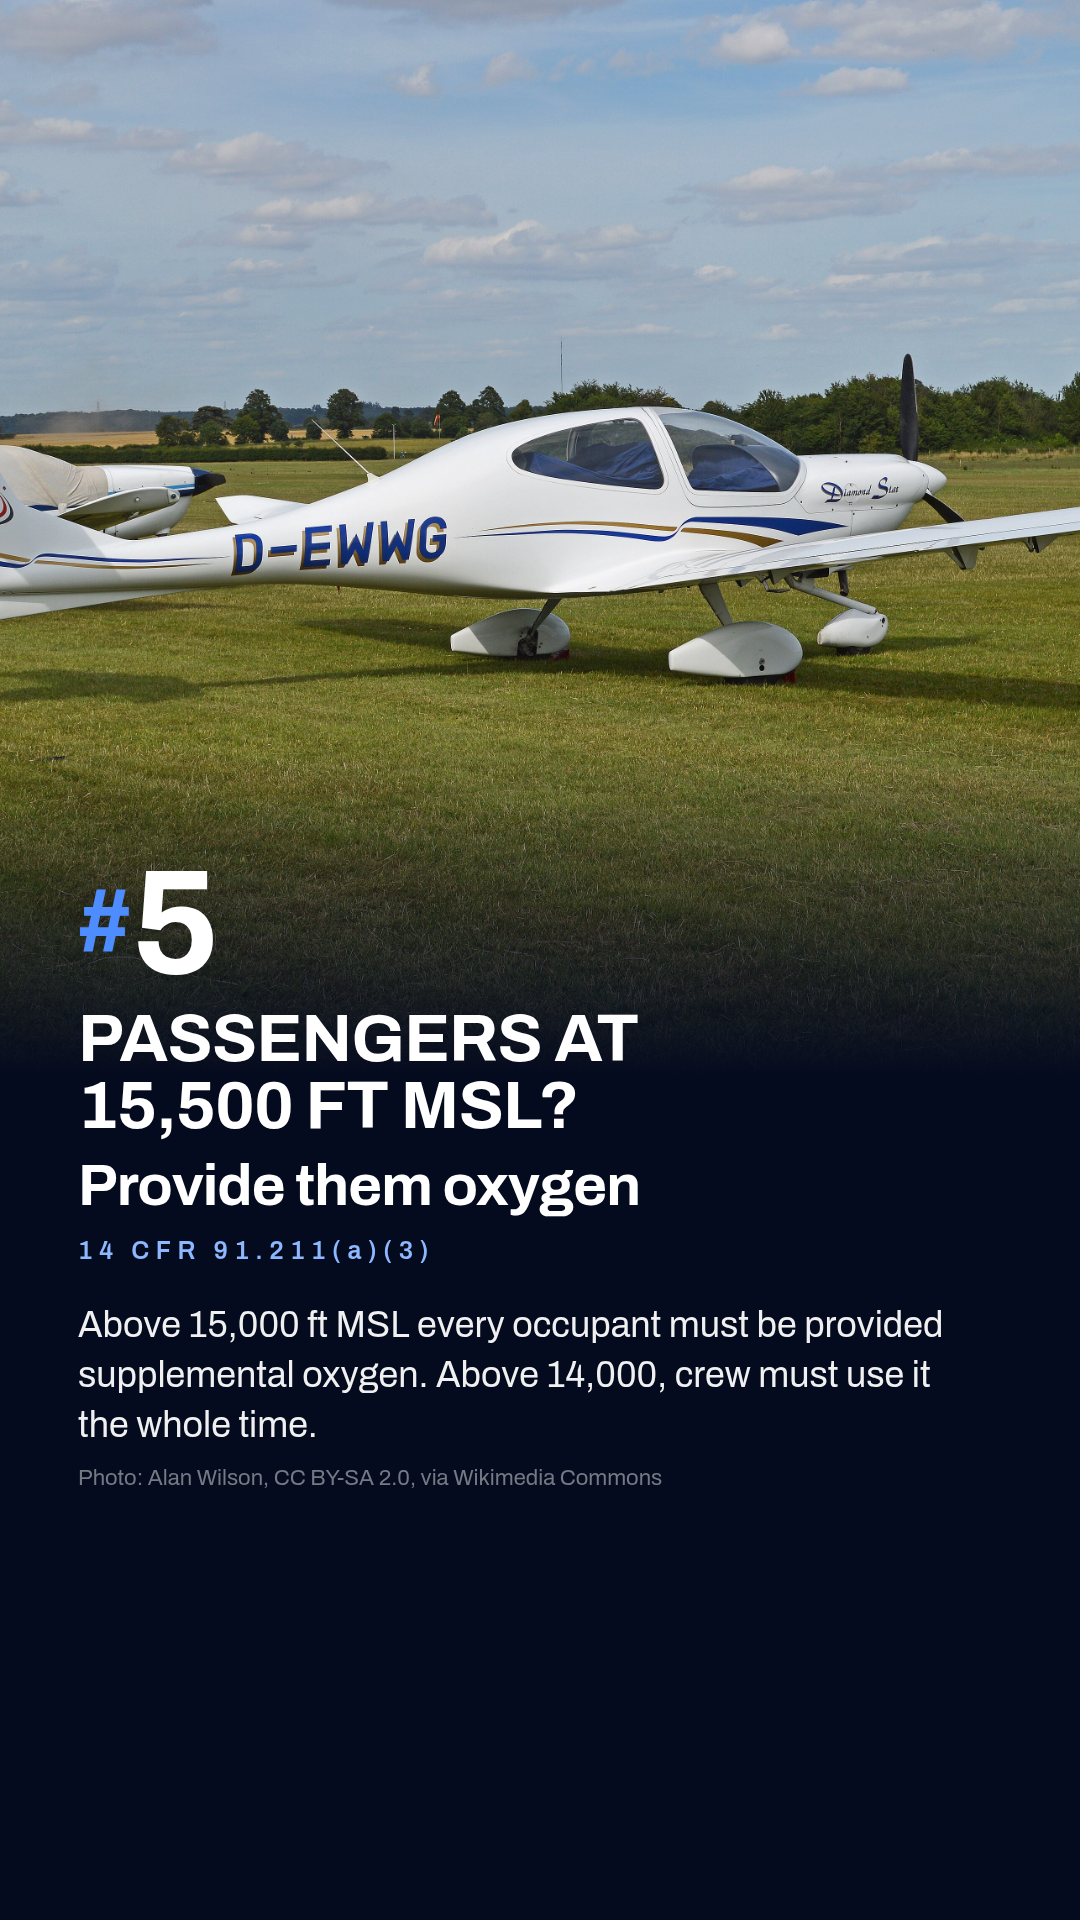 Diamond Star
D-EWWG
#5
PASSENGERS AT
15,500 FT MSL?
Provide them oxygen
14 CFR 91.211(a)(3)
Above 15,000 ft MSL every occupant must be provided
supplemental oxygen. Above 14,000, crew must use it
the whole time.
Photo: Alan Wilson, CC BY-SA 2.0, via Wikimedia Commons